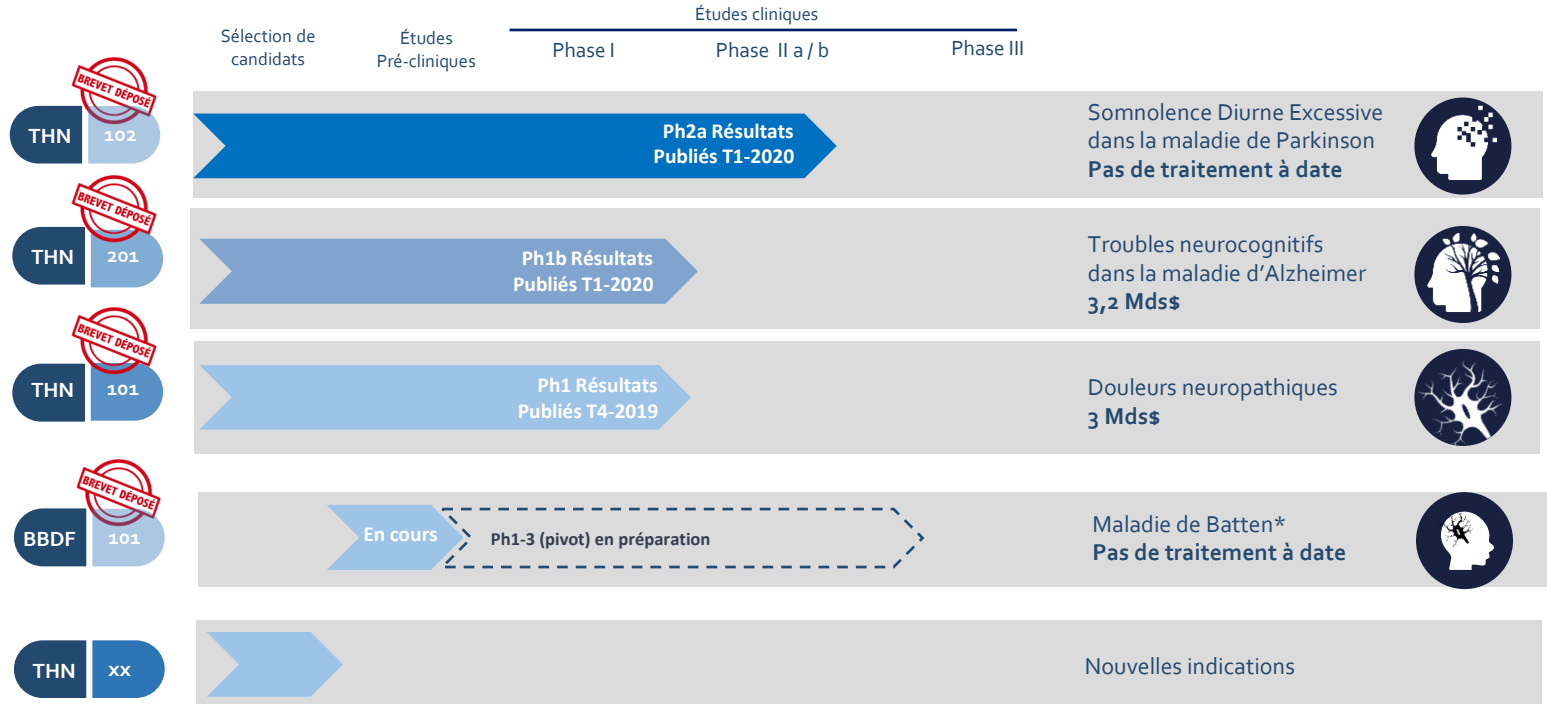 Études cliniques
Sélection de
candidats
Études
Pré-cliniques
Phase I
Phase II a / b
Phase III
BREVET DÉPOSÉ
THN 102
Ph2a Résultats
Publiés T1-2020
Somnolence Diurne Excessive
dans la maladie de Parkinson
Pas de traitement à date
BREVET DÉPOSÉ
THN 201
Ph1b Résultats
Publiés T1-2020
Troubles neurocognitifs
dans la maladie d’Alzheimer
3,2 Mds$
BREVET DÉPOSÉ
THN 101
Ph1 Résultats
Publiés T4-2019
Douleurs neuropathiques
3 Mds$
BREVET DÉPOSÉ
BBDF 101
En cours
Ph1-3 (pivot) en préparation
Maladie de Batten*
Pas de traitement à date
THN xx
Nouvelles indications